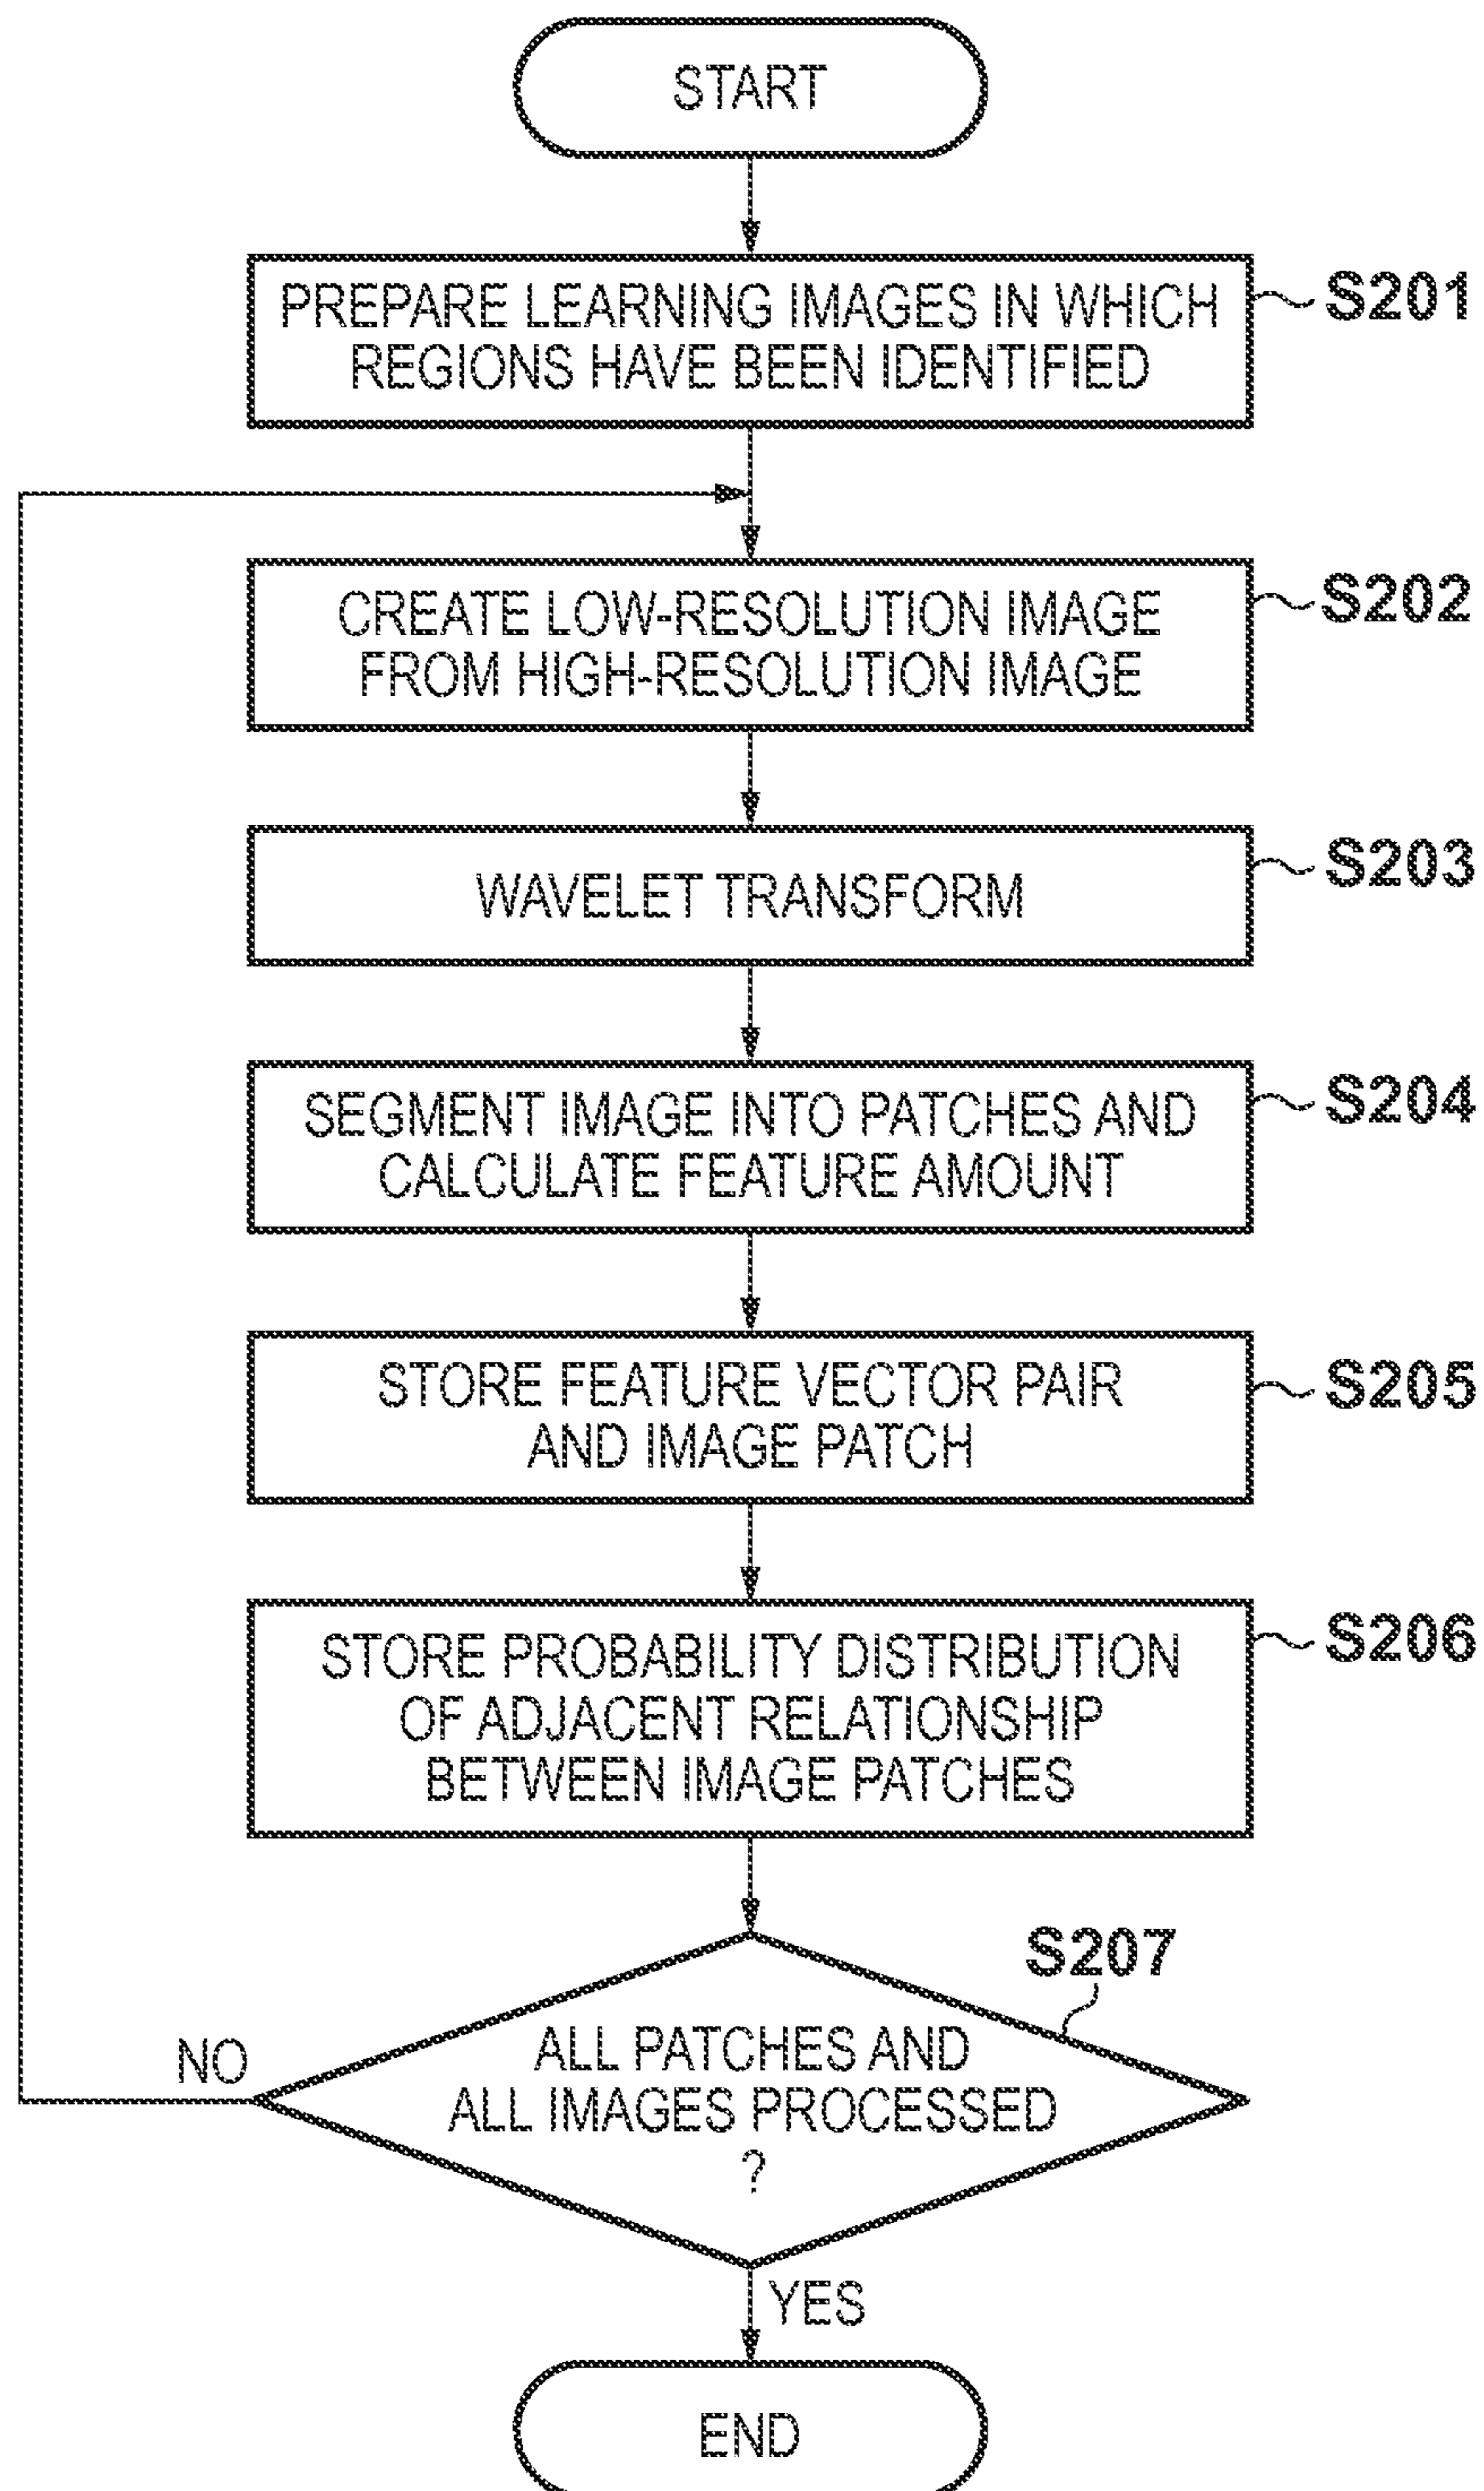 START
PREPARE LEARNING IMAGES IN WHICH
REGIONS HAVE BEEN IDENTIFIED
S201
CREATE LOW-RESOLUTION IMAGE
FROM HIGH-RESOLUTION IMAGE
S202
WAVELET TRANSFORM
S203
SEGMENT IMAGE INTO PATCHES AND
CALCULATE FEATURE AMOUNT
S204
STORE FEATURE VECTOR PAIR
AND IMAGE PATCH
S205
STORE PROBABILITY DISTRIBUTION
OF ADJACENT RELATIONSHIP
BETWEEN IMAGE PATCHES
S206
S207
ALL PATCHES AND
ALL IMAGES PROCESSED
?
NO
YES
END